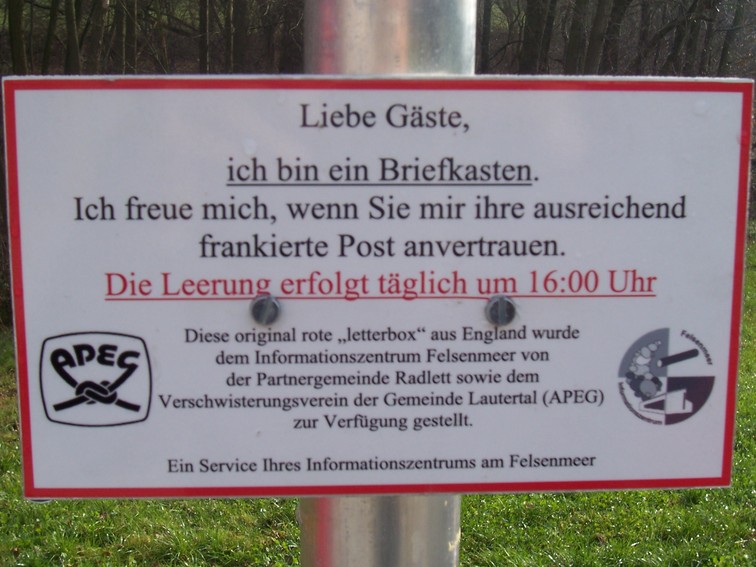 Liebe Gäste,
ich bin ein Briefkasten.
Ich freue mich, wenn Sie mir ihre ausreichend
frankierte Post anvertrauen.
Die Leerung erfolgt täglich um 16:00 Uhr
APEG
Diese original rote „letterbox“ aus England wurde
dem Informationszentrum Felsenmeer von
der Partnergemeinde Radlett sowie dem
Verschwisterungsverein der Gemeinde Lautertal (APEG)
zur Verfügung gestellt.
Felsenmeer
Informationszentrum
Ein Service Ihres Informationszentrums am Felsenmeer